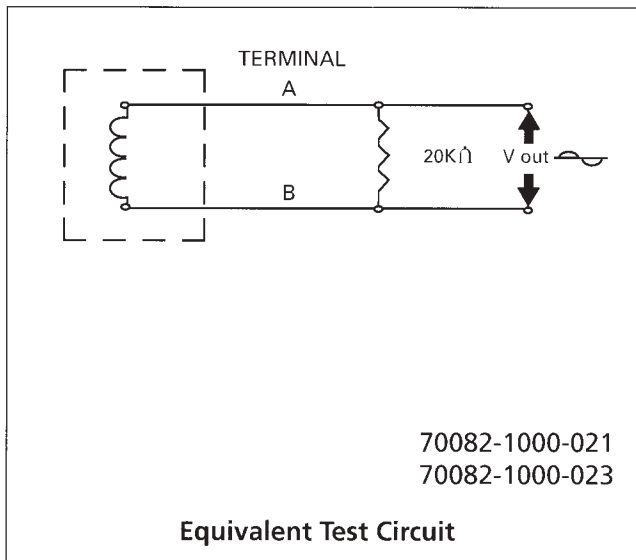 TERMINAL
A
20KΩ V out
B
70082-1000-021
70082-1000-023
Equivalent Test Circuit